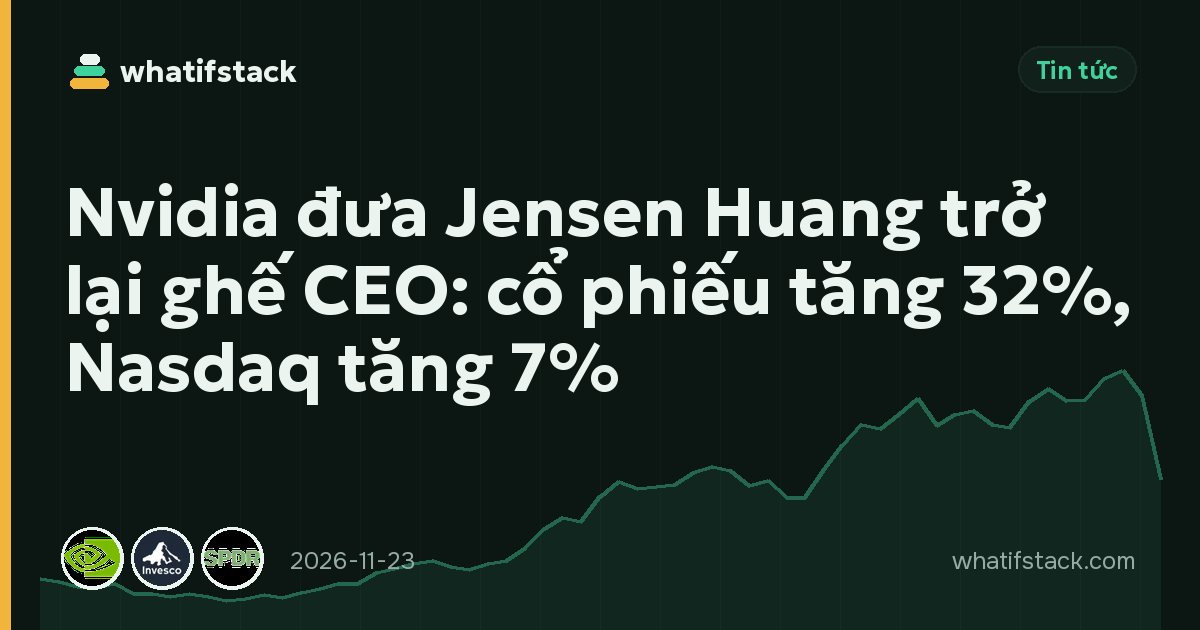 whatifstack
Tin tức
Nvidia đưa Jensen Huang trở
lại ghế CEO: cổ phiếu tăng 32%,
Nasdaq tăng 7%
Invesco
SPDR
2026-11-23
whatifstack.com